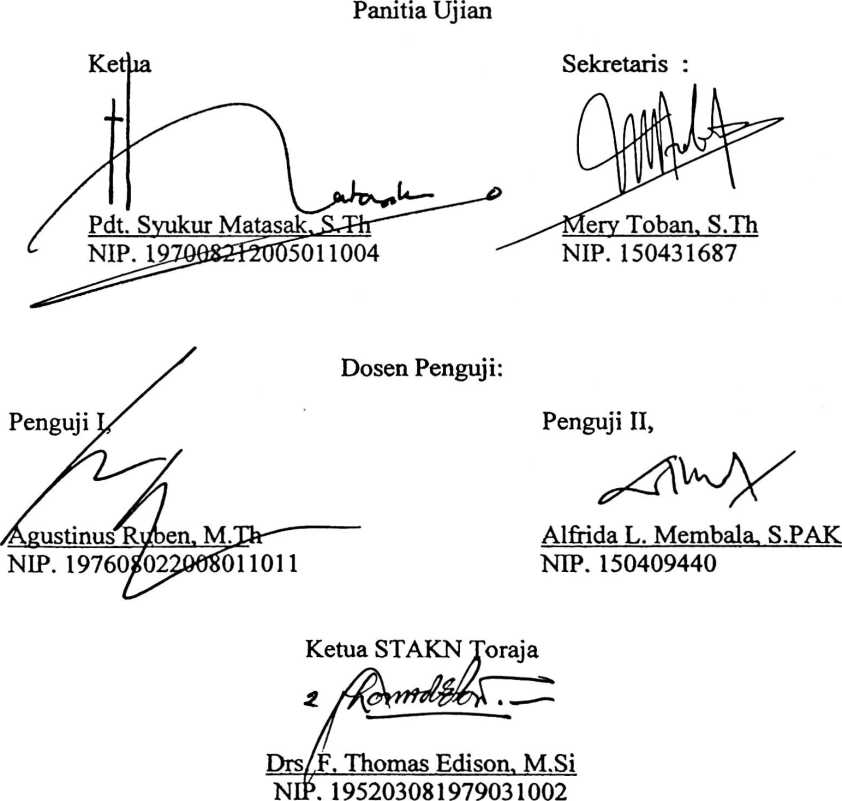 Panitia Ujian
Ketua
Sekretaris :
Pdt. Syukur Matasak, S.Th
NIP. 197008212005011004
Mery Toban, S.Th
NIP. 150431687
Dosen Penguji:
Penguji I,
Penguji II,
Agustinus Ruben, M.Th
NIP. 197608022008011011
Alfrida L. Membala, S.PAK
NIP. 150409440
Ketua STAKN Toraja
Drs. F. Thomas Edison, M.Si
NIP. 195203081979031002